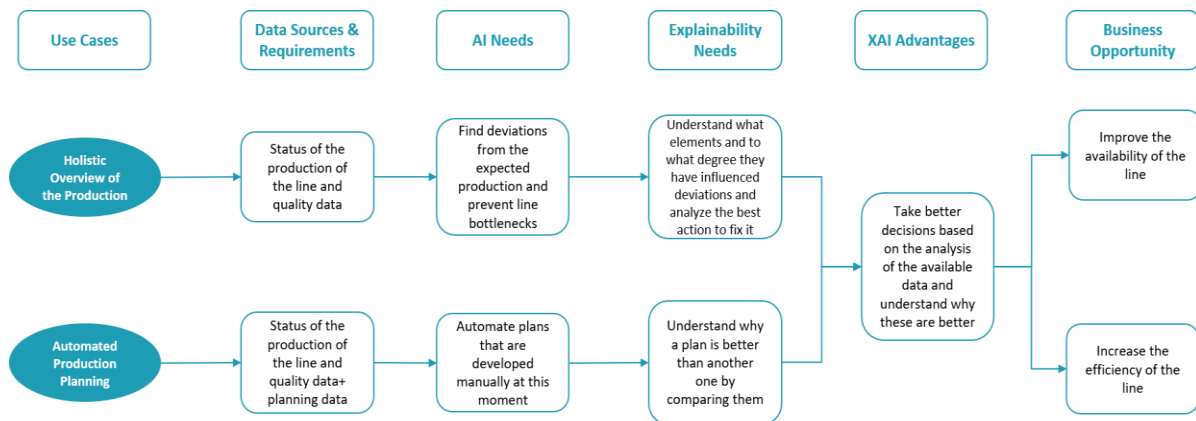 Use Cases
Data Sources &
Requirements
AI Needs
Explainability
Needs
XAI Advantages
Business
Opportunity
Holistic
Overview of
the Production
Status of the
production of
the line and
quality data
Find deviations
from the
expected
production and
prevent line
bottlenecks
Understand what
elements and to
what degree they
have influenced
deviations and
analyze the best
action to fix it
Improve the
availability of the
line
Take better
decisions based
on the analysis
of the available
data and
understand why
these are better
Automated
Production
Planning
Status of the
production of
the line and
quality data+
planning data
Automate plans
that are
developed
manually at this
moment
Understand why
a plan is better
than another
one by
comparing them
Increase the
efficiency of the
line